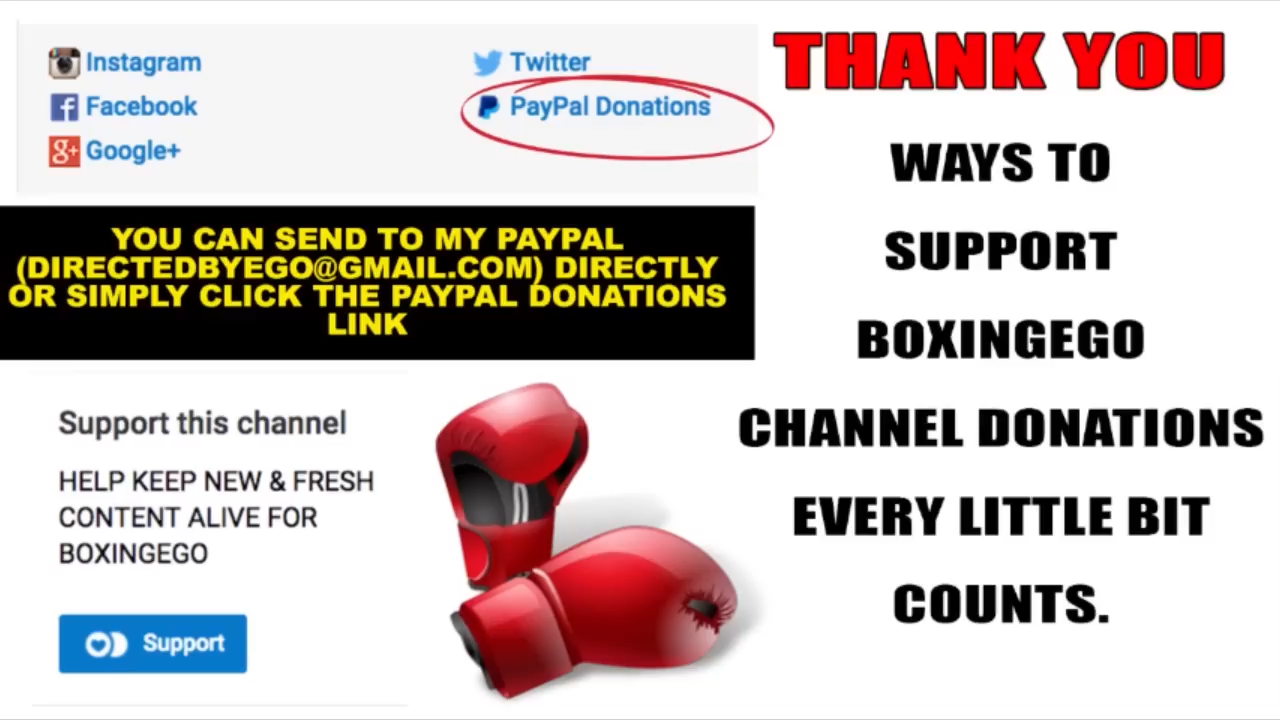 Instagram
Twitter
Facebook
PayPal Donations
Google+
YOU CAN SEND TO MY PAYPAL
(DIRECTEDBYEGO@GMAIL.COM) DIRECTLY
OR SIMPLY CLICK THE PAYPAL DONATIONS
LINK
Support this channel
HELP KEEP NEW & FRESH
CONTENT ALIVE FOR
BOXINGEGO
Support
THANK YOU
WAYS TO
SUPPORT
BOXINGEGO
CHANNEL DONATIONS
EVERY LITTLE BIT
COUNTS.